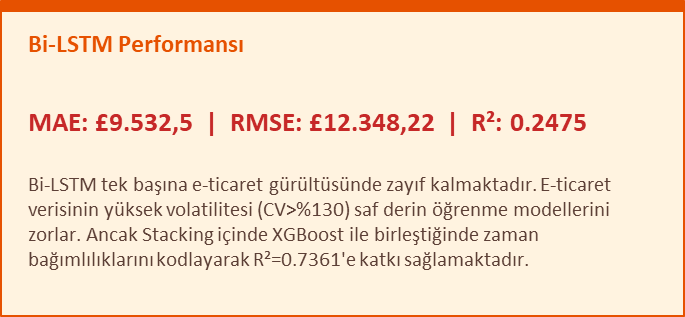 Bi-LSTM Performansı
MAE: £9.532,5 | RMSE: £12.348,22 | R²: 0.2475
Bi-LSTM tek başına e-ticaret gürültüsünde zayıf kalmaktadır. E-ticaret
verisinin yüksek volatilitesi (CV>%130) saf derin öğrenme modellerini
zorlar. Ancak Stacking içinde XGBoost ile birleştiğinde zaman
bağımlılıklarını kodlayarak R²=0.7361'e katkı sağlamaktadır.